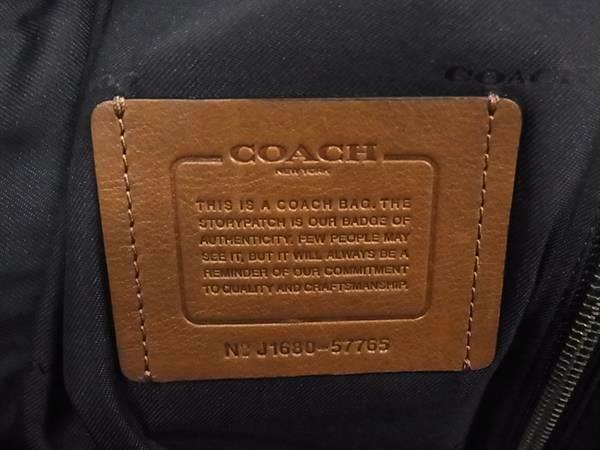 COACH
COACH
NEW YORK
THIS IS A COACH BAG. THE
STORYPATCH IS OUR BADGE OF
AUTHENTICITY. FEW PEOPLE MAY
SEE IT, BUT IT WILL ALWAYS BE A
REMINDER OF OUR COMMITMENT
TO QUALITY AND CRAFTSMANSHIP.
Nº J1680-57765